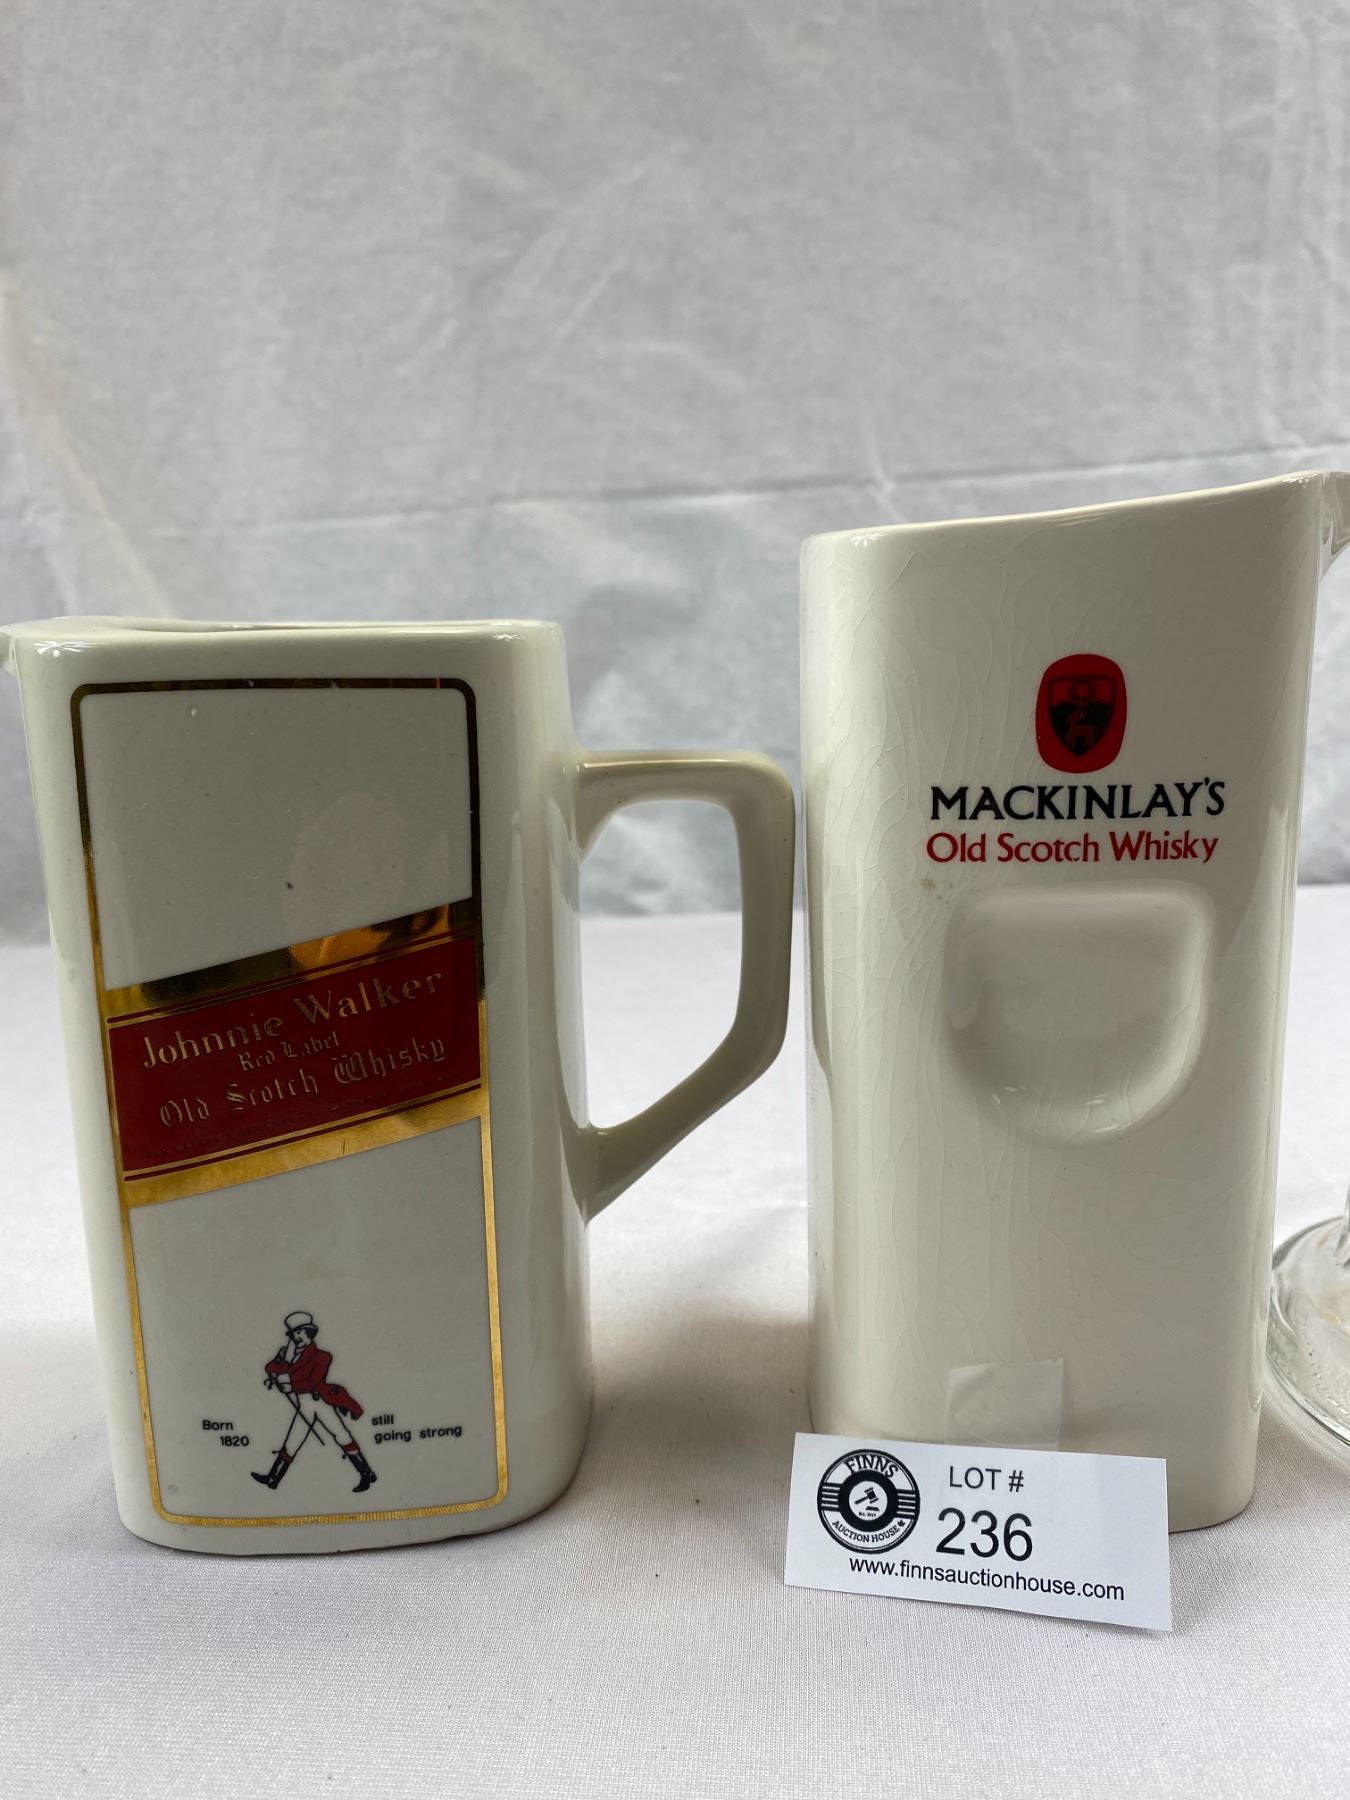 Johnnie Walker
Red Label
Old Scotch Whisky
Born
1820
still
going strong
MACKINLAY'S
Old Scotch Whisky
FINNS
AUCTION HOUSE
LOT #
236
www.finnsauctionhouse.com